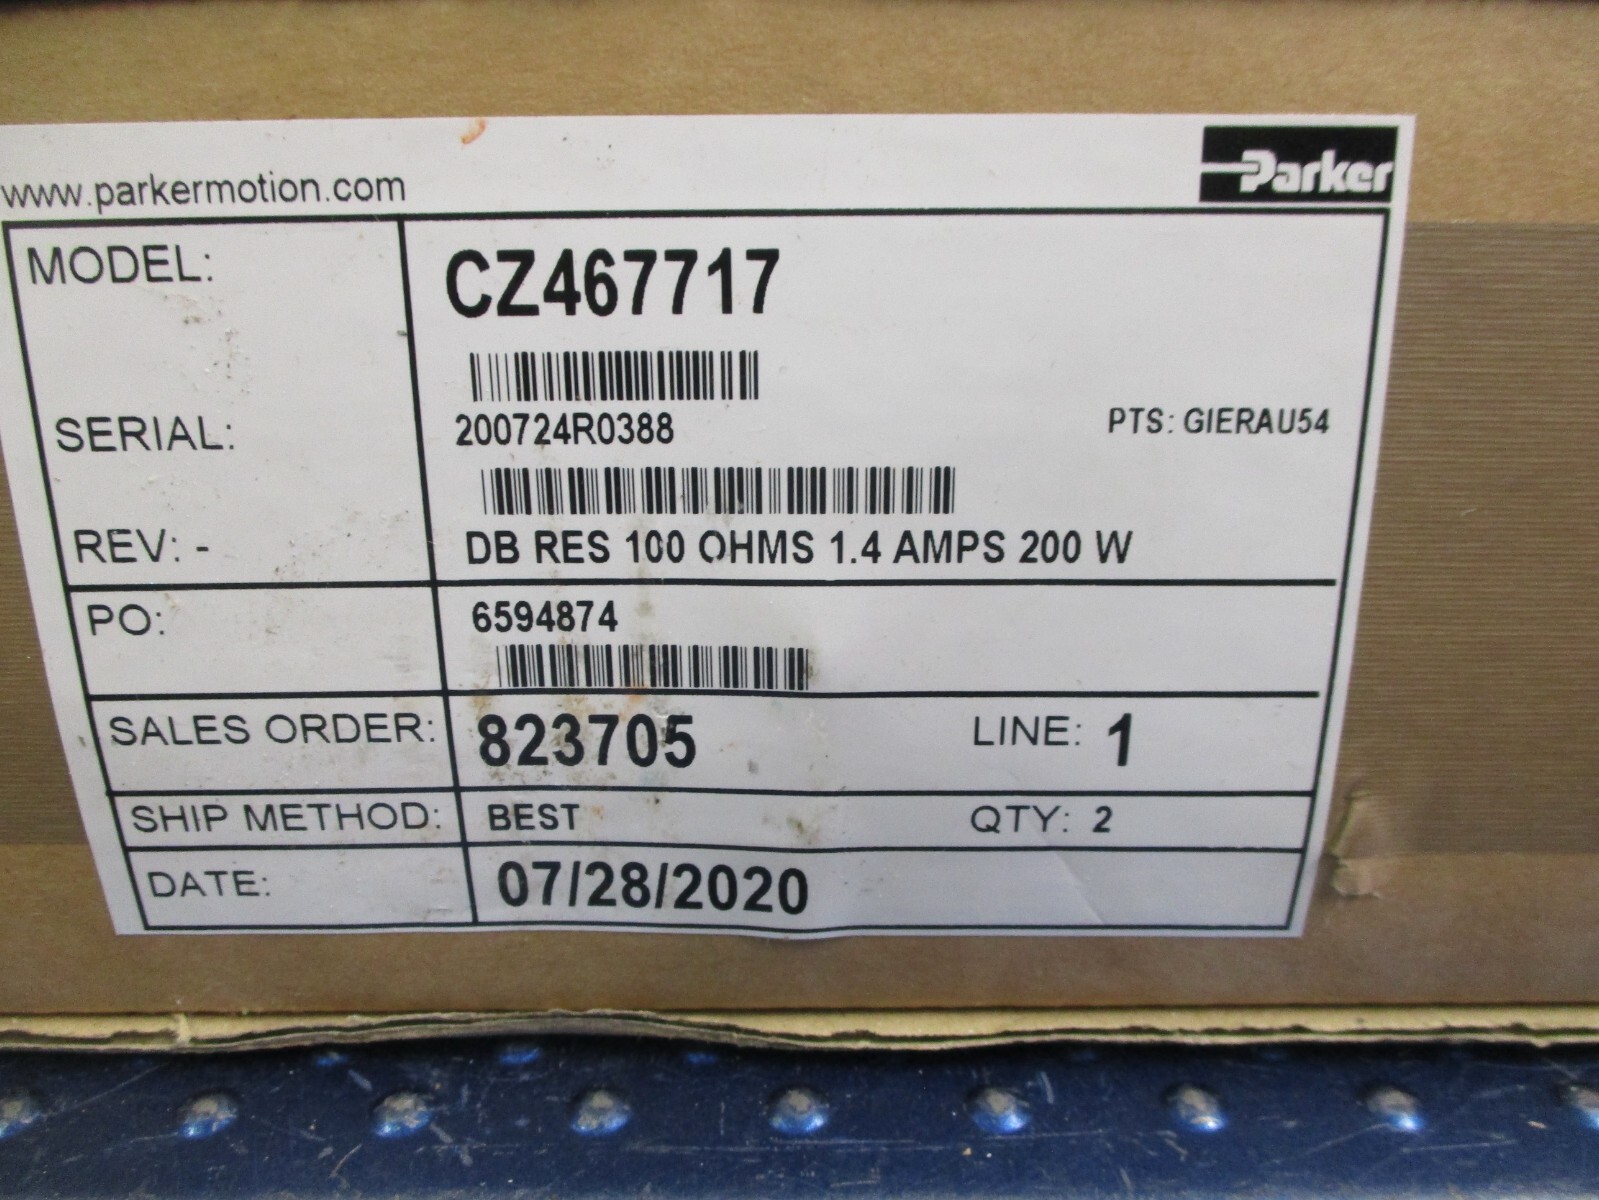 www.parkermotion.com
Parker
MODEL: CZ467717
SERIAL: 200724R0388 PTS: GIERAU54
REV: - DB RES 100 OHMS 1.4 AMPS 200 W
PO: 6594874
SALES ORDER: 823705 LINE: 1
SHIP METHOD: BEST QTY: 2
DATE: 07/28/2020